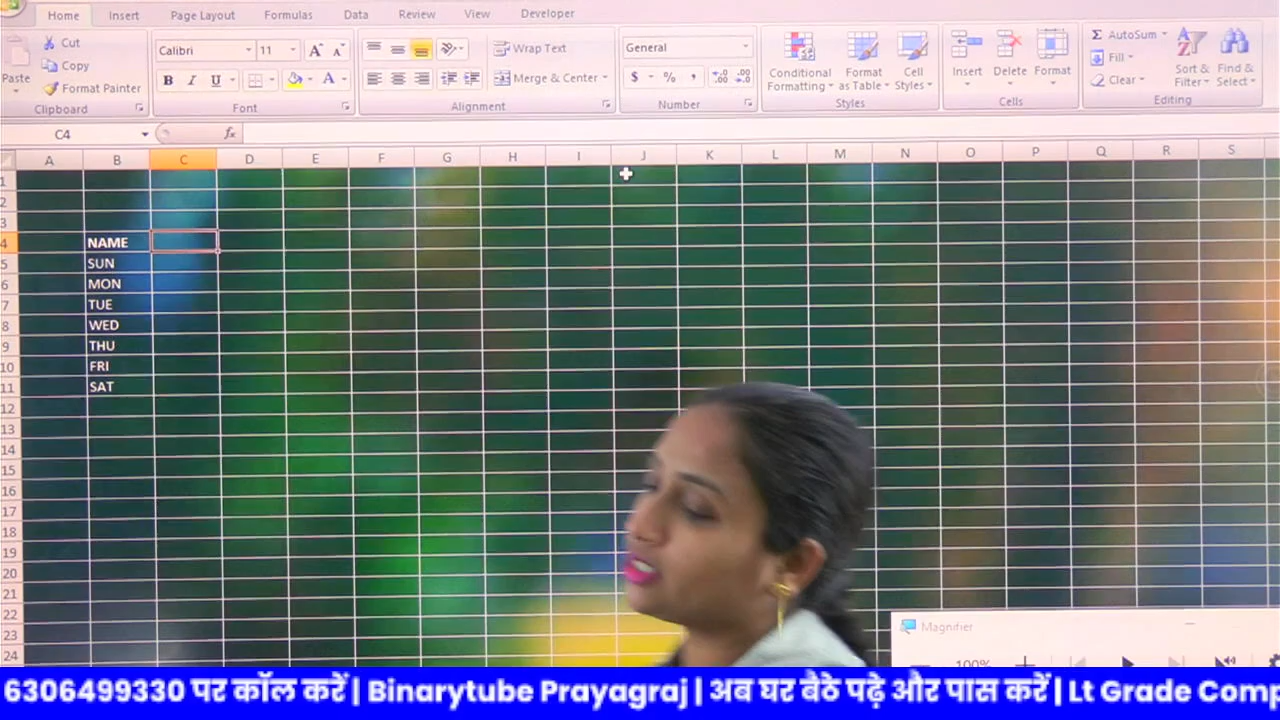 Home Insert Page Layout Formulas Data Review View Developer
Cut
Copy
Format Painter
Paste
Clipboard
Calibri 11
B I U
Font
Wrap Text
Merge & Center
Alignment
General
$ % ,
Number
Conditional Formatting
Format as Table
Cell Styles
Styles
Insert Delete Format
Cells
Σ AutoSum
Fill
Clear
Sort & Filter
Find & Select
Editing
C4 fx
A B C D E F G H I J K L M N O P Q R S
1
2
3
4 NAME
5 SUN
6 MON
7 TUE
8 WED
9 THU
10 FRI
11 SAT
12
13
14
15
16
17
18
19
20
21
22
23
24
Magnifier
100%
6306499330 पर कॉल करें | Binarytube Prayagraj | अब घर बैठे पढ़े और पास करें | Lt Grade Comp